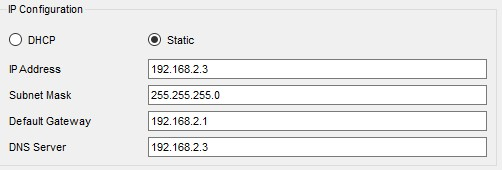 IP Configuration
DHCP Static
IP Address 192.168.2.3
Subnet Mask 255.255.255.0
Default Gateway 192.168.2.1
DNS Server 192.168.2.3